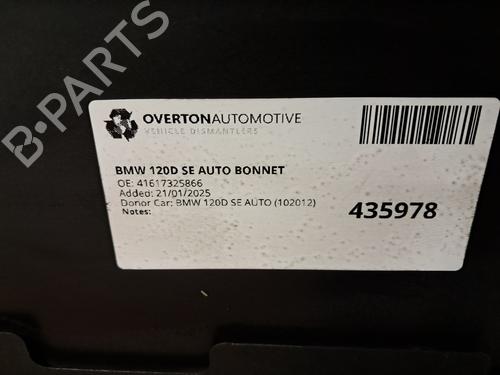 B-PARTS
OVERTONAUTOMOTIVE
VEHICLE DISMANTLERS
BMW 120D SE AUTO BONNET
OE: 41617325866
Added: 21/01/2025
Donor Car: BMW 120D SE AUTO (102012)
Notes:
435978